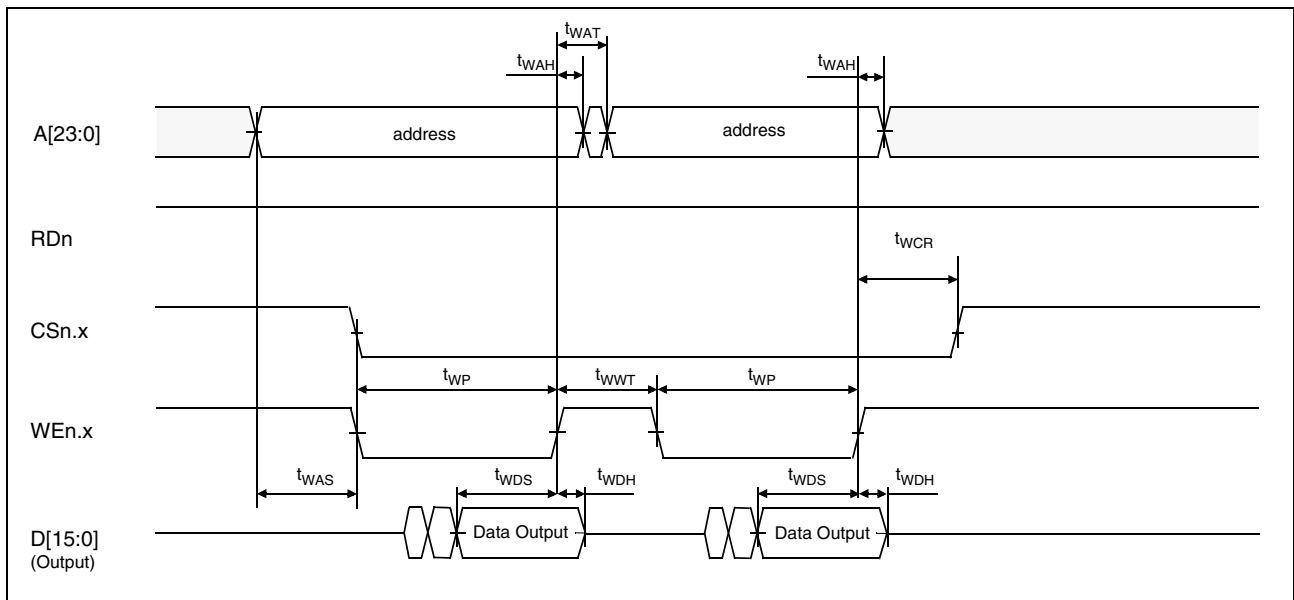 tWAT
tWAH
tWAH
A[23:0]
address
address
RDn
tWCR
CSn.x
tWP
tWWT
tWP
WEn.x
tWAS
tWDS
tWDH
tWDS
tWDH
D[15:0]
(Output)
Data Output
Data Output